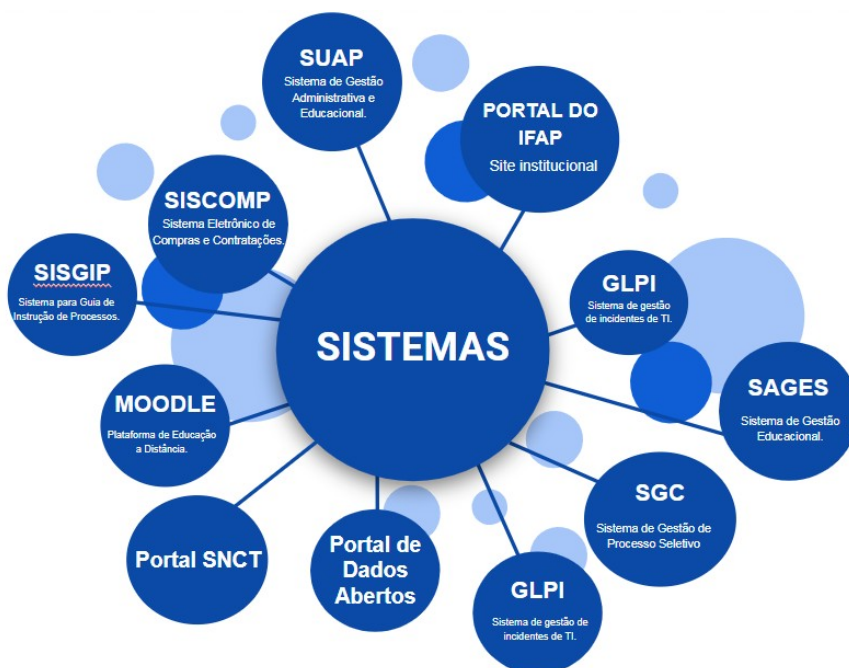 SUAP
Sistema de Gestão
Administrativa e
Educacional.
PORTAL DO
IFAP
Site institucional
SISCOMP
Sistema Eletrônico de
Compras e Contratações.
SISGIP
Sistema para Guia de
Instrução de Processos.
GLPI
Sistema de gestão
de incidentes de TI.
SISTEMAS
SAGES
Sistema de Gestão
Educacional.
MOODLE
Plataforma de Educação
a Distância.
SGC
Sistema de Gestão de
Processo Seletivo
Portal SNCT
Portal de
Dados
Abertos
GLPI
Sistema de gestão de
incidentes de TI.